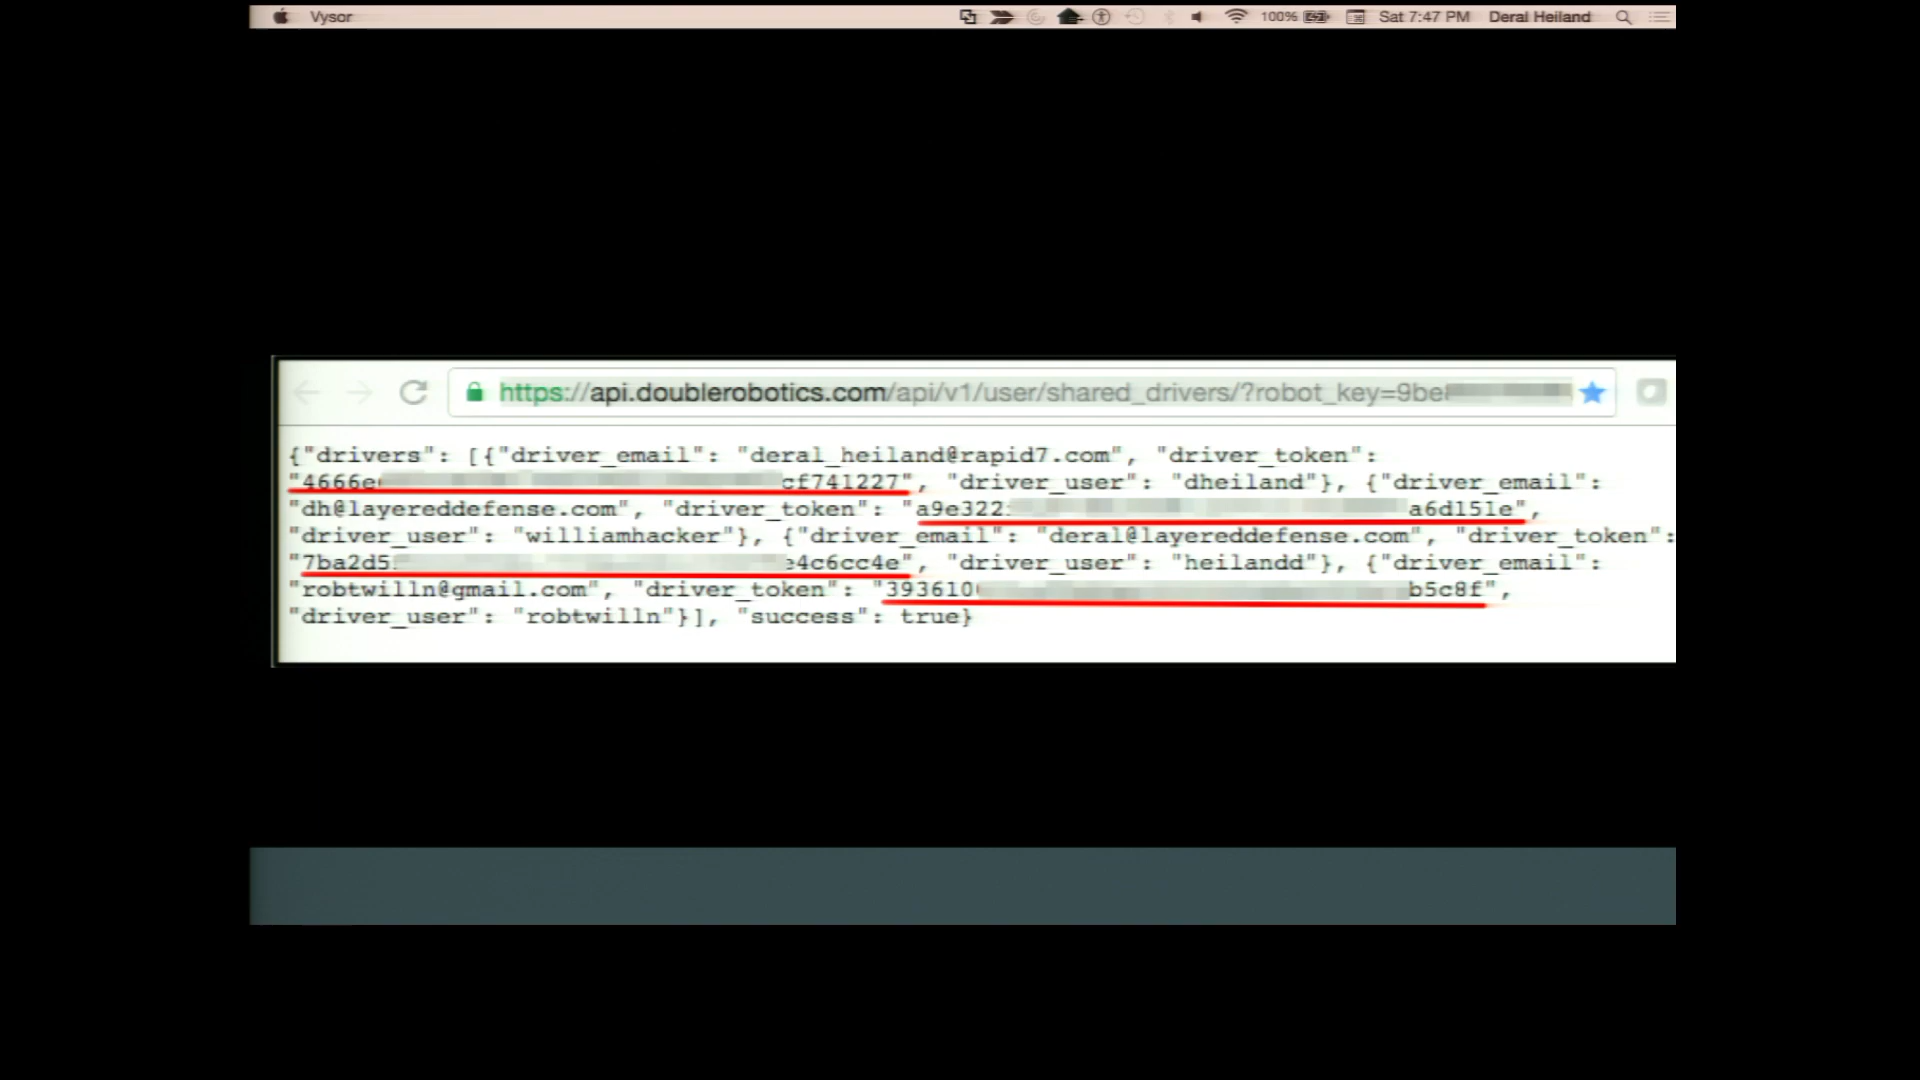 Vysor 100% Sat 7:47 PM Deral Heiland
https://api.doublerobotics.com/api/v1/user/shared_drivers/?robot_key=9be
{"drivers": [{"driver_email": "deral_heiland@rapid7.com", "driver_token":
"4666e cf741227", "driver_user": "dheiland"}, {"driver_email":
"dh@layereddefense.com", "driver_token": "a9e322 a6d151e",
"driver_user": "williamhacker"}, {"driver_email": "deral@layereddefense.com", "driver_token":
"7ba2d5 e4c6cc4e", "driver_user": "heilandd"}, {"driver_email":
"robtwilln@gmail.com", "driver_token": "393610 b5c8f",
"driver_user": "robtwilln"}], "success": true}